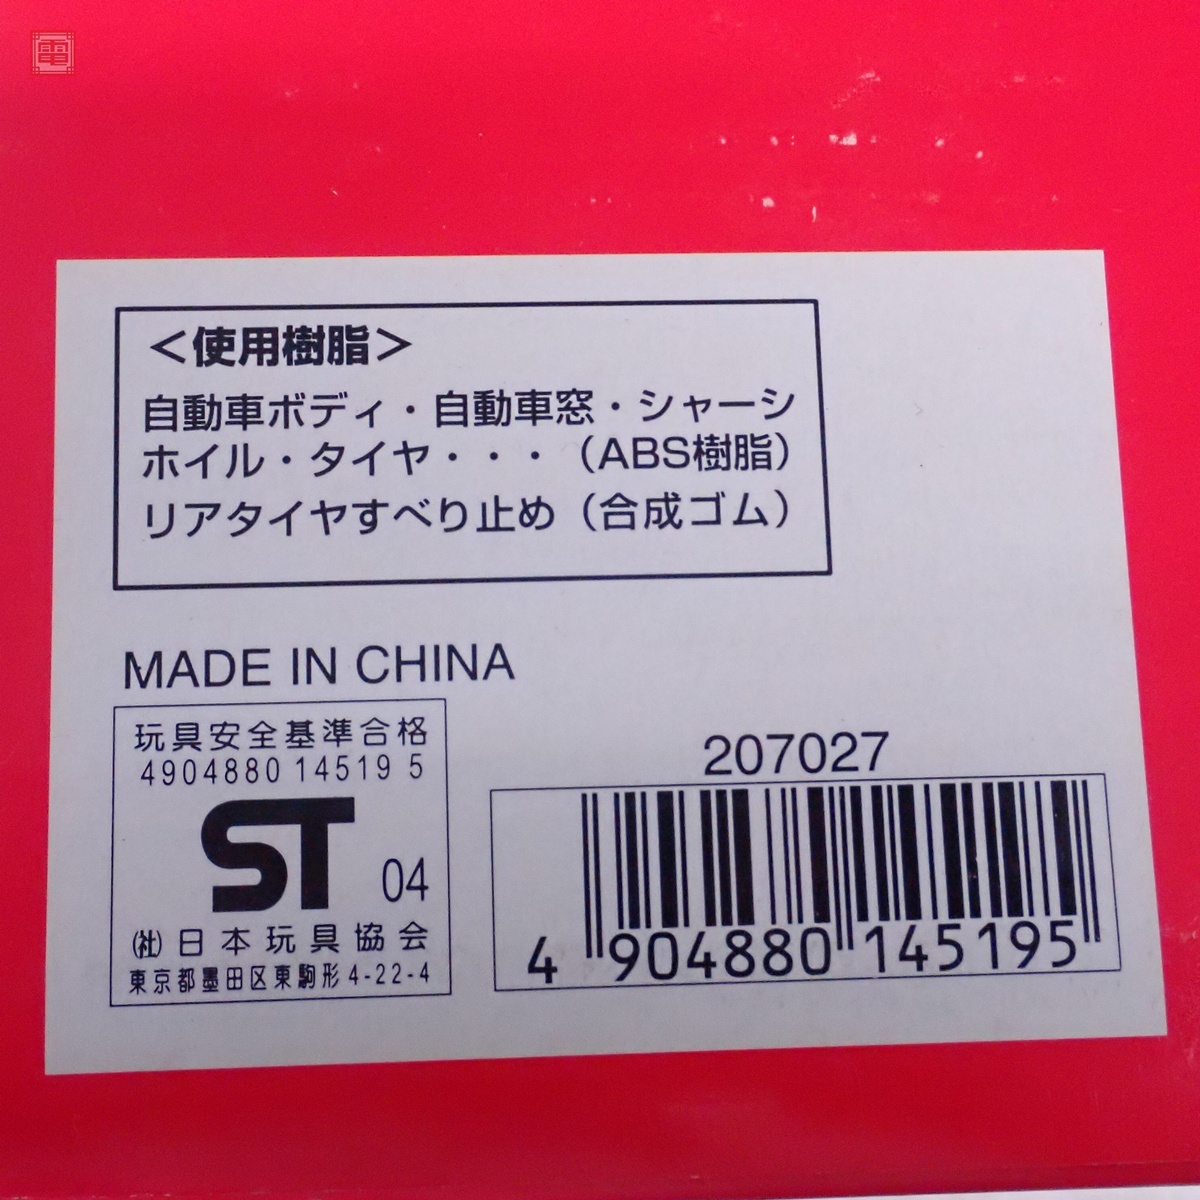 電
＜使用樹脂＞
自動車ボディ・自動車窓・シャーシ
ホイル・タイヤ・・・（ABS樹脂）
リアタイヤすべり止め（合成ゴム）
MADE IN CHINA
玩具安全基準合格
4904880 14519 5
ST 04
(社)日本玩具協会
東京都墨田区東駒形4-22-4
207027
4 904880 145195